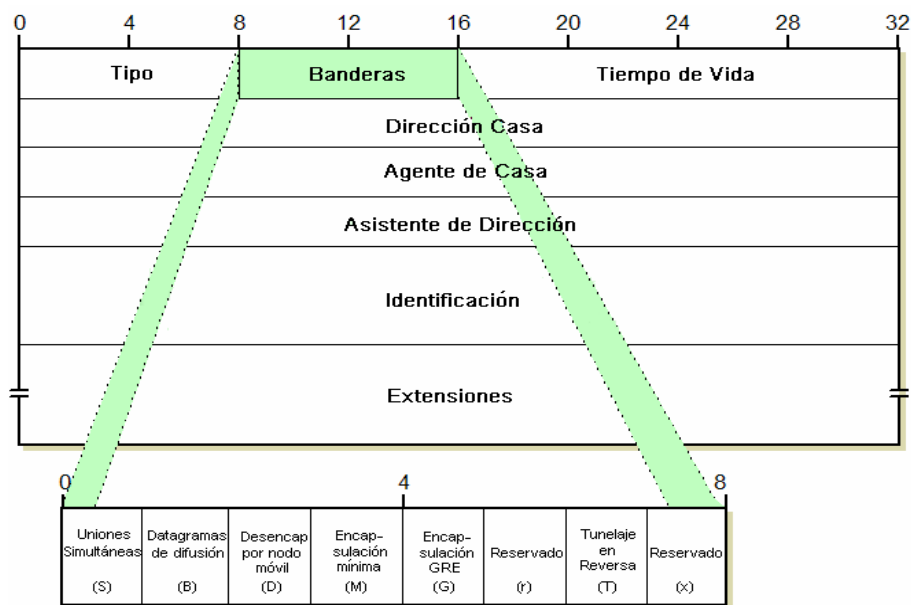 0 4 8 12 16 20 24 28 32
Tipo Banderas Tiempo de Vida
Dirección Casa
Agente de Casa
Asistente de Dirección
Identificación
Extensiones
0 4 8
Uniones
Simultáneas
(S)
Datagramas
de difusión
(B)
Desencap
por nodo
móvil
(D)
Encap-
sulación
mínima
(M)
Encap-
sulación
GRE
(G)
Reservado
(r)
Tunelaje
en
Reversa
(T)
Reservado
(x)